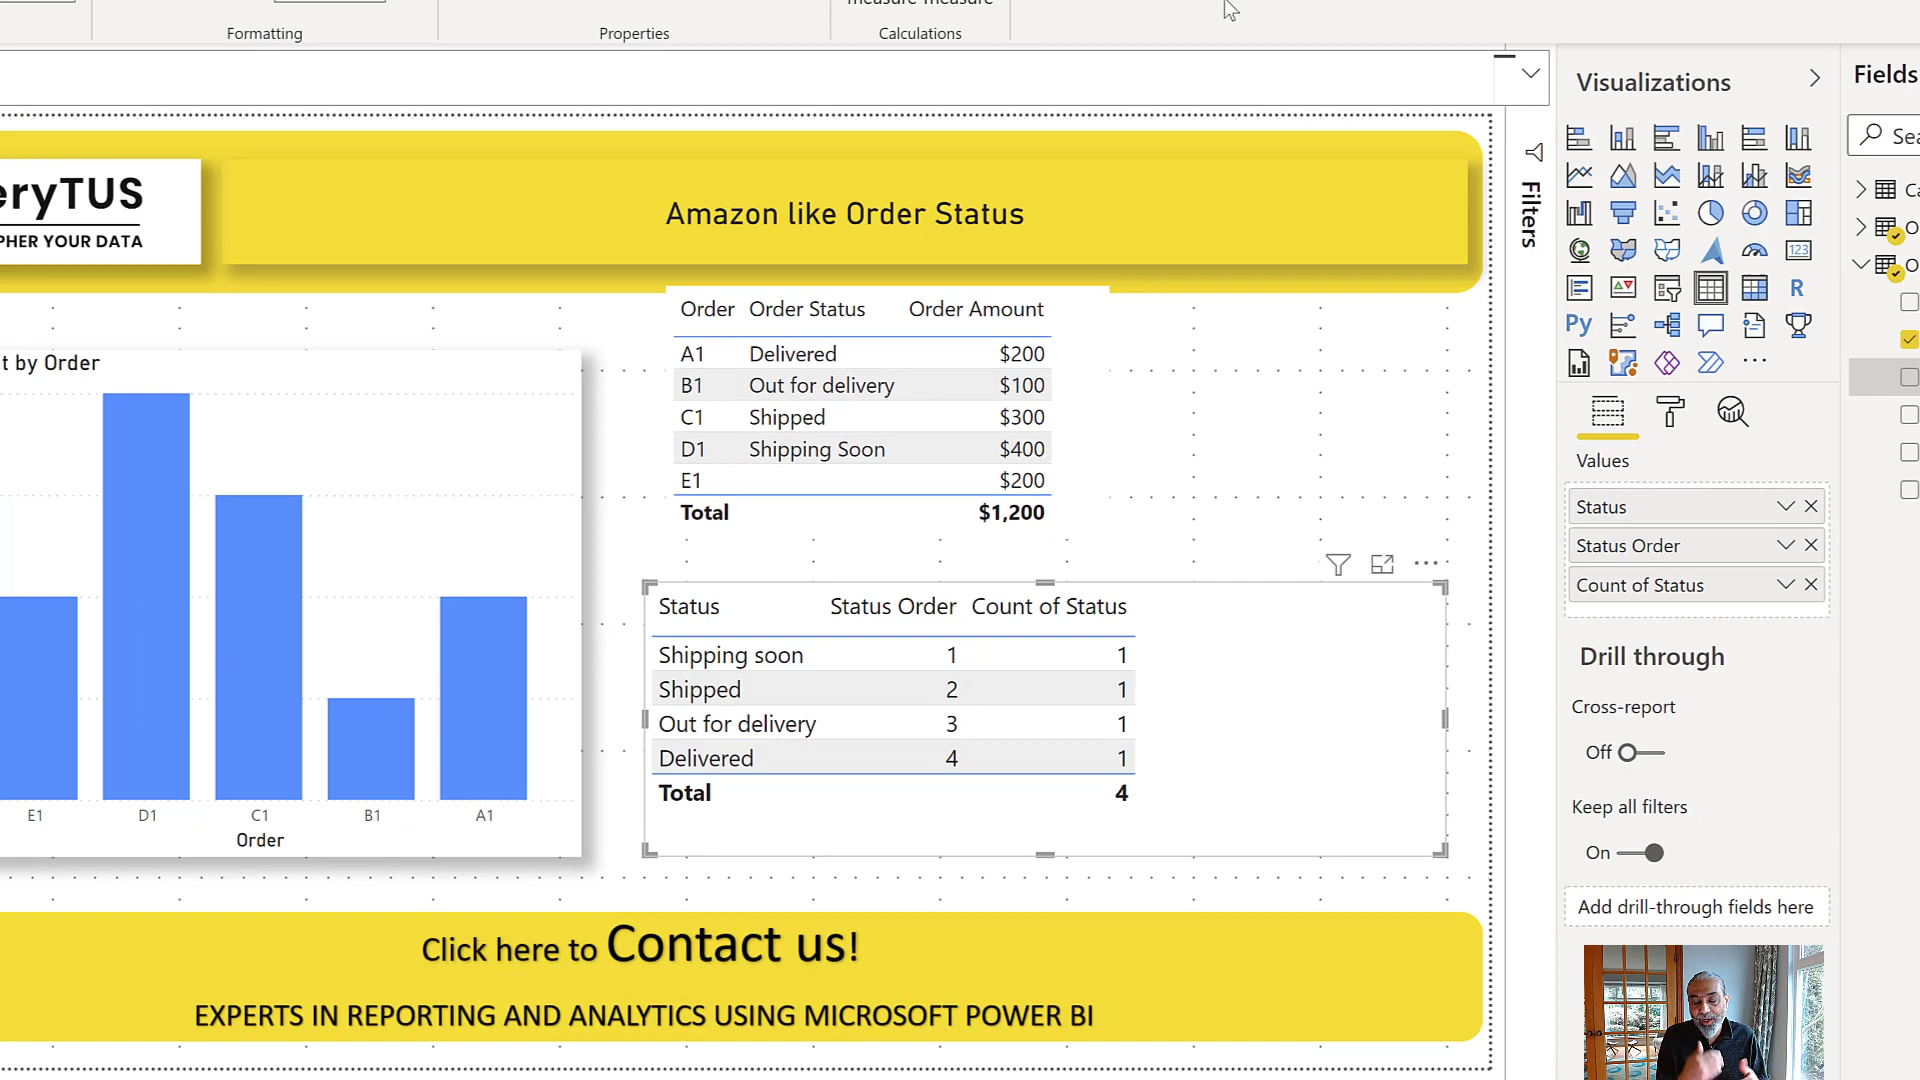 Formatting
Properties
Calculations
Visualizations
Fields
Filters
eryTUS
PHER YOUR DATA
Amazon like Order Status
t by Order
E1 D1 C1 B1 A1
Order
Order Order Status Order Amount
A1 Delivered $200
B1 Out for delivery $100
C1 Shipped $300
D1 Shipping Soon $400
E1 $200
Total $1,200
Status Status Order Count of Status
Shipping soon 1 1
Shipped 2 1
Out for delivery 3 1
Delivered 4 1
Total 4
Click here to Contact us!
EXPERTS IN REPORTING AND ANALYTICS USING MICROSOFT POWER BI
123
R
Py
Values
Status
Status Order
Count of Status
Drill through
Cross-report
Off
Keep all filters
On
Add drill-through fields here
Sea
Ca
O
O